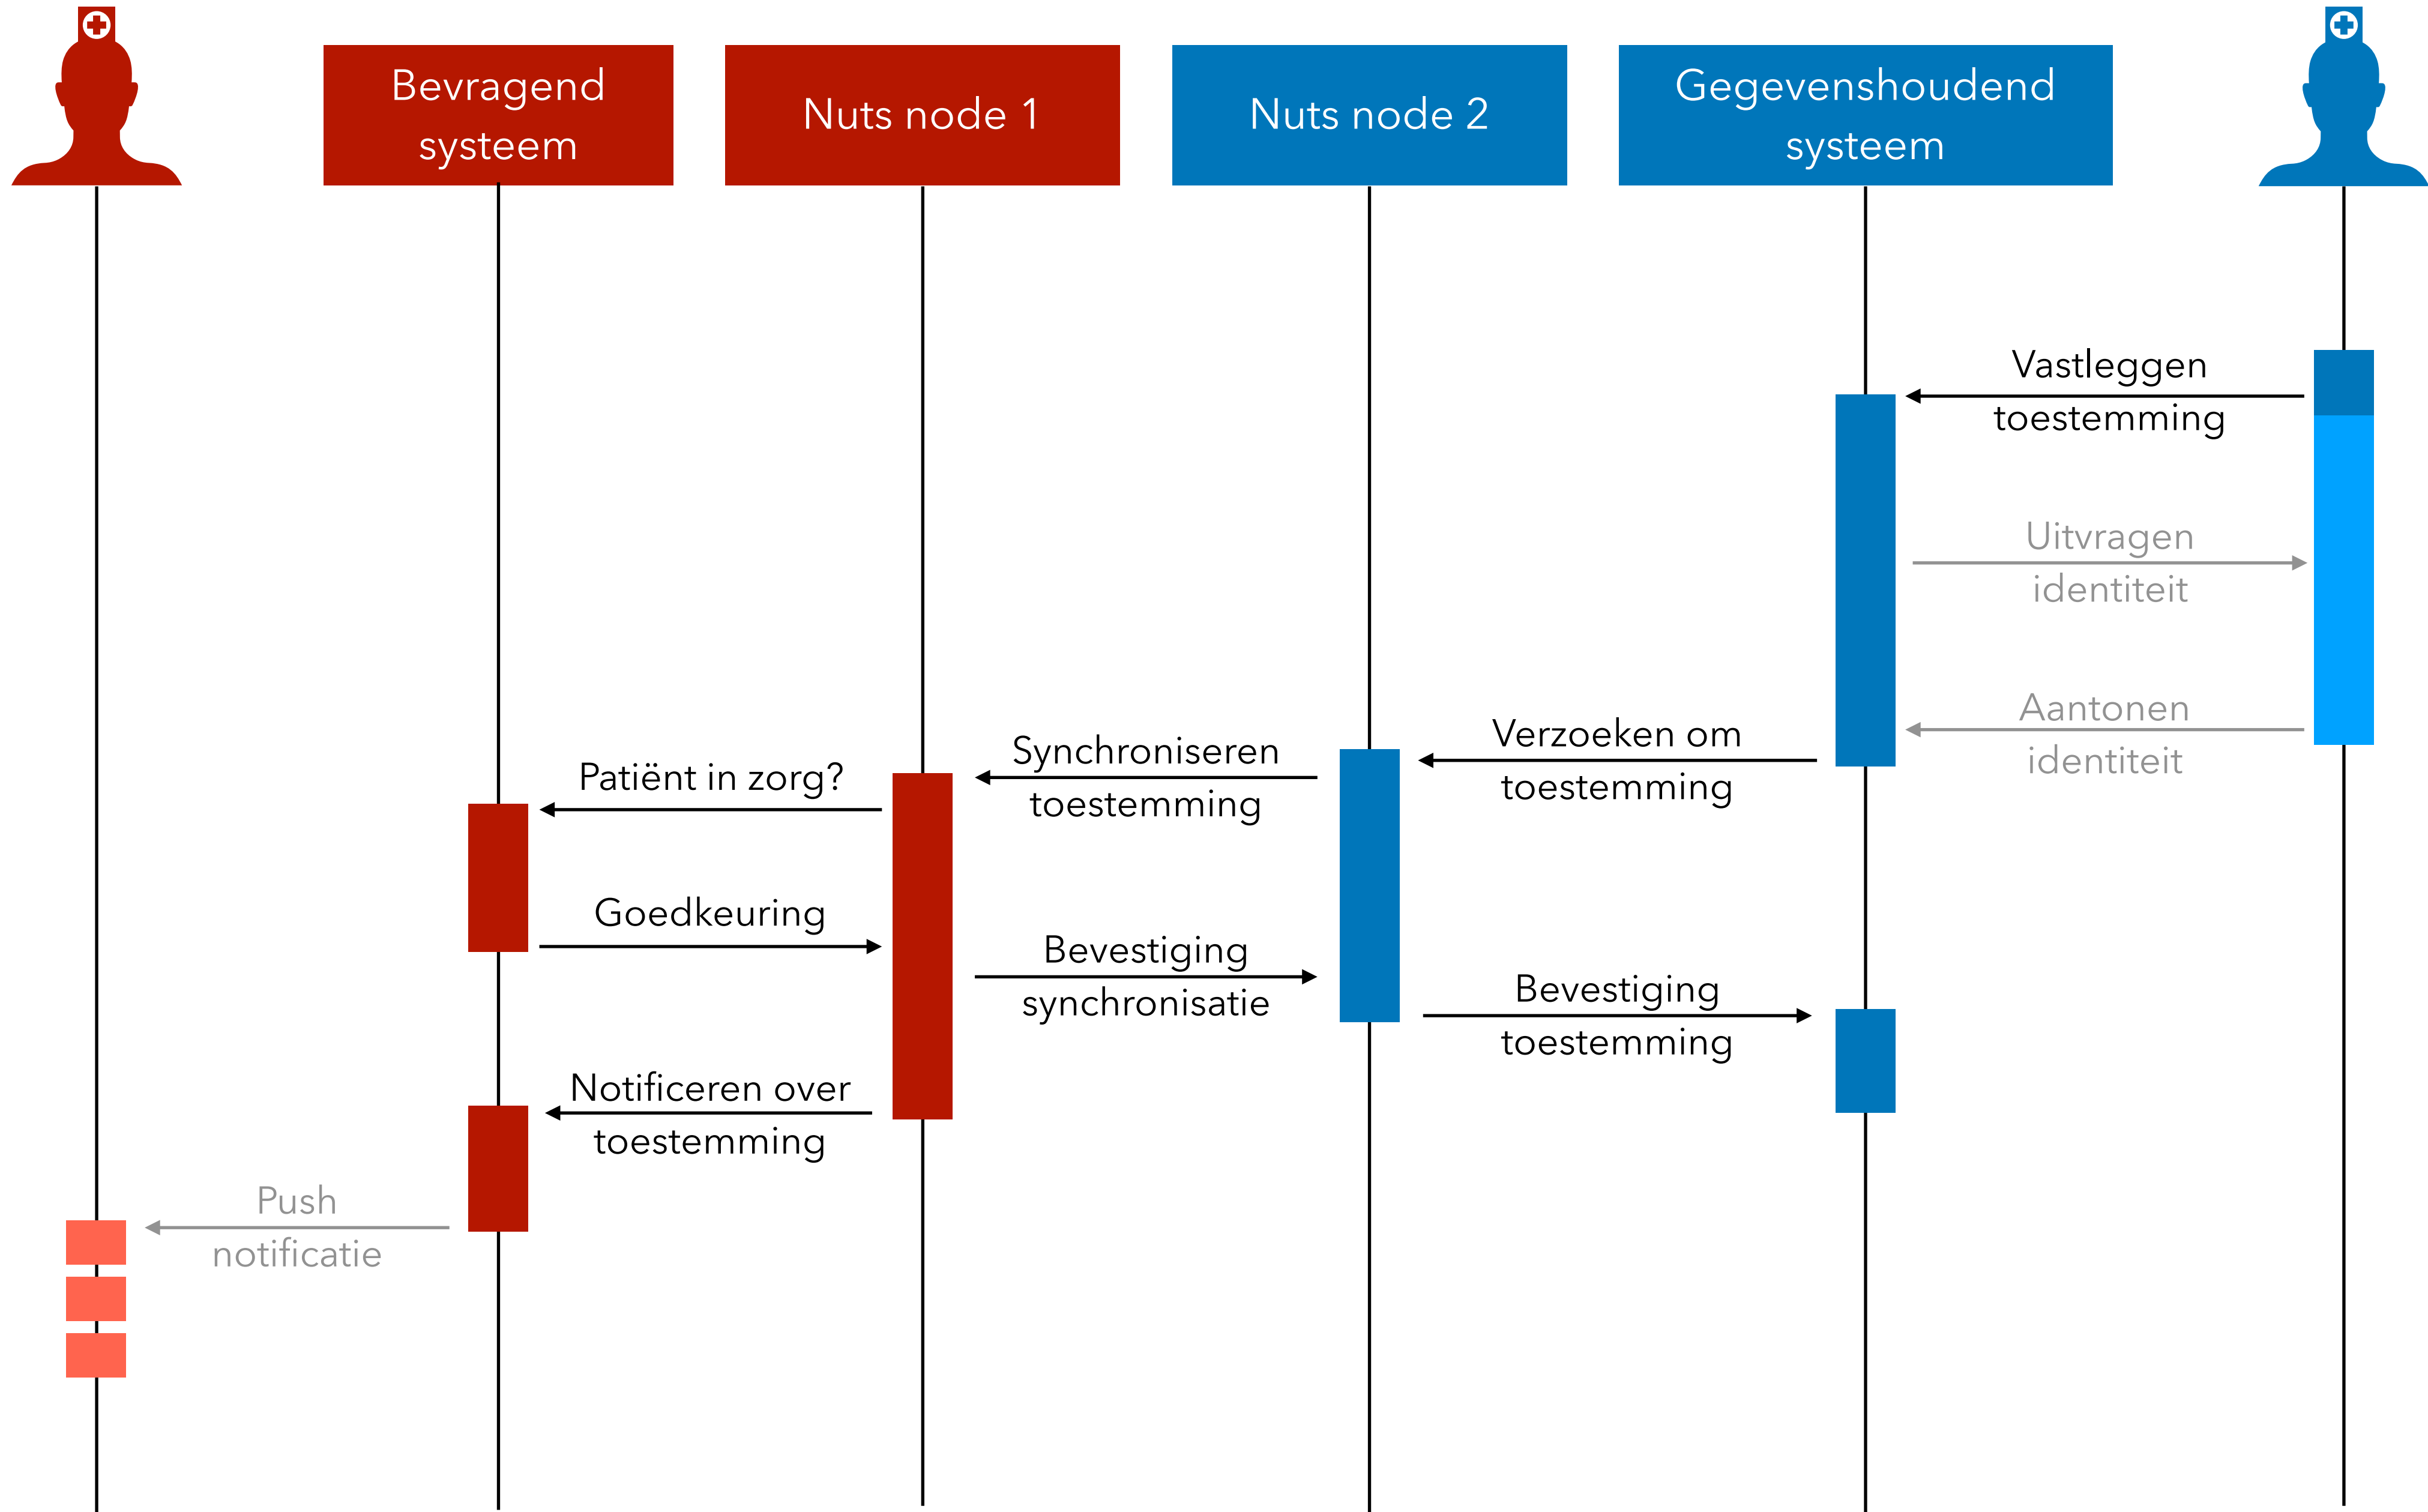 Bevragend
systeem
Nuts node 1
Nuts node 2
Gegevenshoudend
systeem
Vastleggen
toestemming
Uitvragen
identiteit
Aantonen
identiteit
Verzoeken om
toestemming
Synchroniseren
toestemming
Patiënt in zorg?
Goedkeuring
Bevestiging
synchronisatie
Bevestiging
toestemming
Notificeren over
toestemming
Push
notificatie